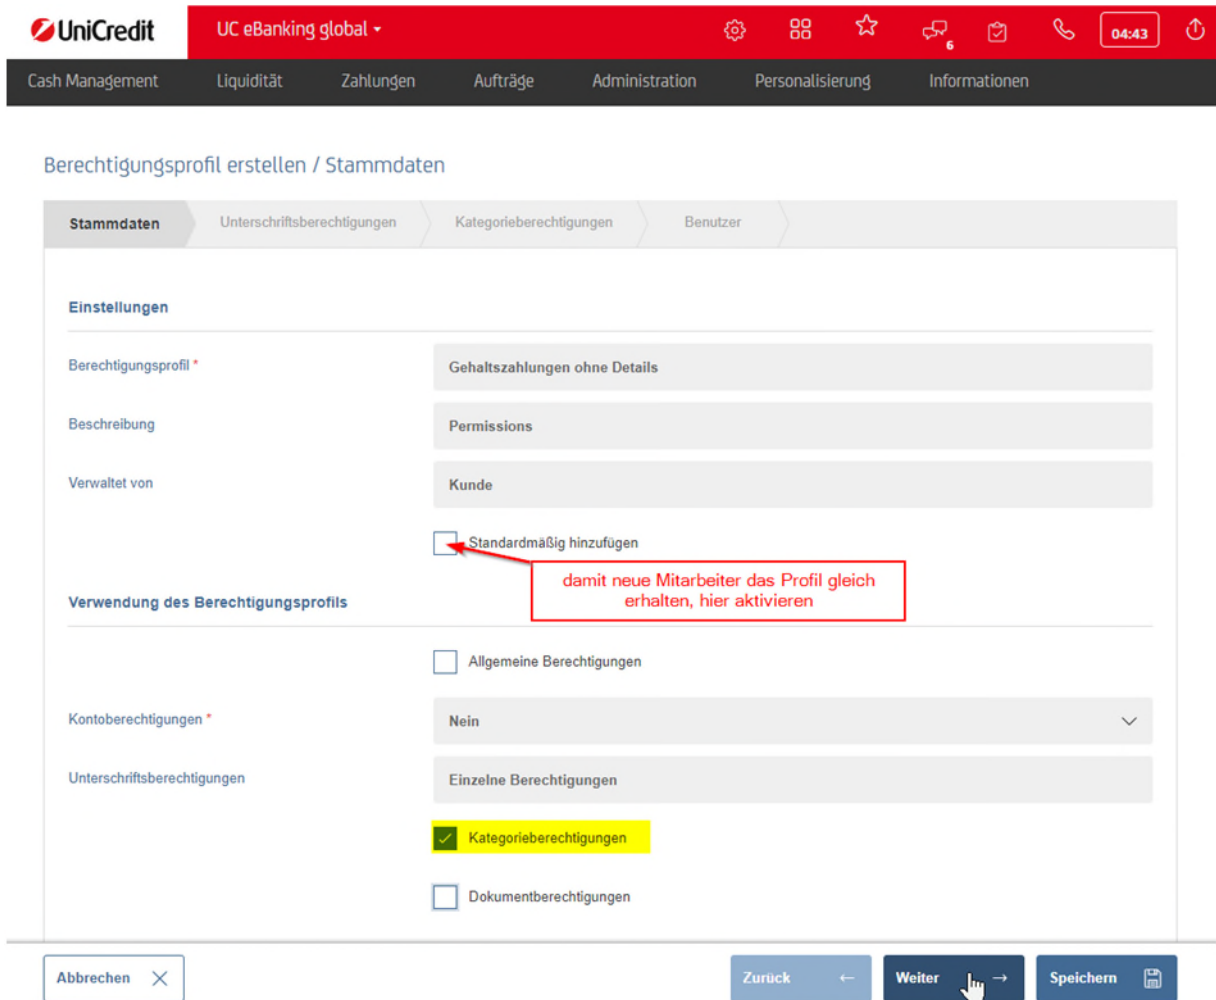 UniCredit
UC eBanking global
6
04:43
Cash Management Liquidität Zahlungen Aufträge Administration Personalisierung Informationen
Berechtigungsprofil erstellen / Stammdaten
Stammdaten Unterschriftsberechtigungen Kategorieberechtigungen Benutzer
Einstellungen
Berechtigungsprofil * Gehaltszahlungen ohne Details
Beschreibung Permissions
Verwaltet von Kunde
Standardmäßig hinzufügen
damit neue Mitarbeiter das Profil gleich
erhalten, hier aktivieren
Verwendung des Berechtigungsprofils
Allgemeine Berechtigungen
Kontoberechtigungen * Nein
Unterschriftsberechtigungen Einzelne Berechtigungen
Kategorieberechtigungen
Dokumentberechtigungen
Abbrechen Zurück Weiter Speichern